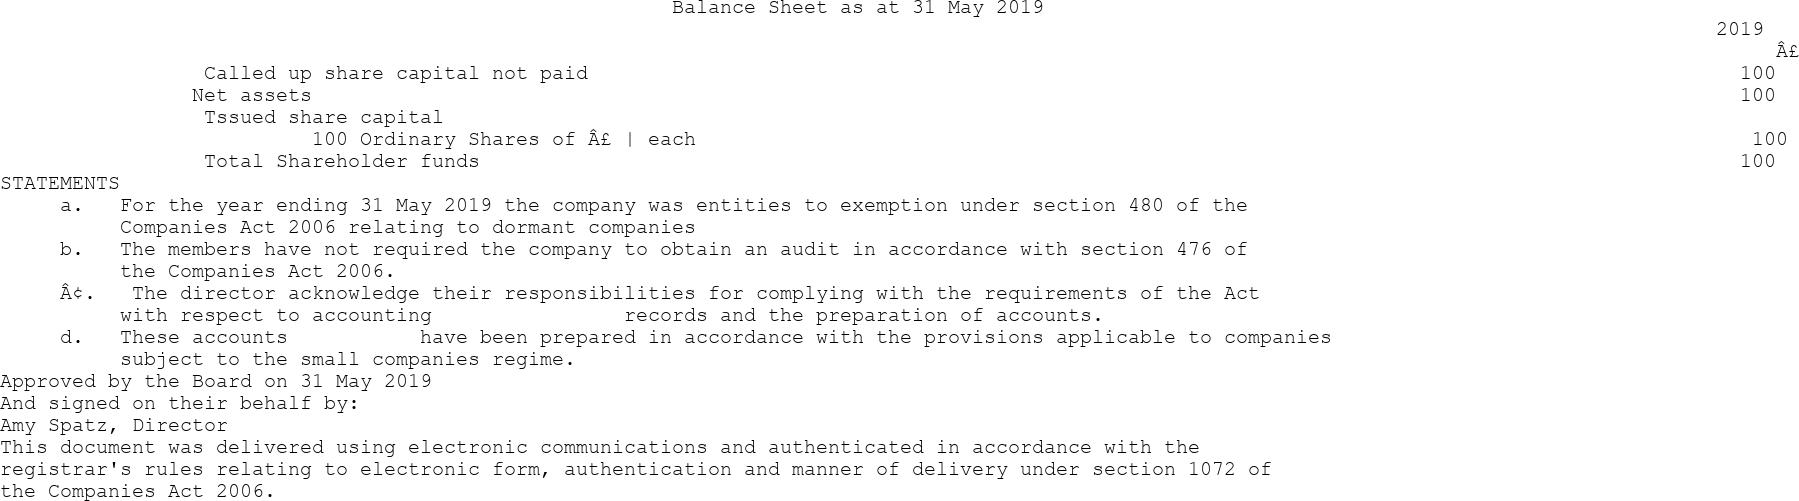 Balance Sheet as at 31 May 2019
2019
Â£
Called up share capital not paid 100
Net assets 100
Tssued share capital
100 Ordinary Shares of Â£ | each 100
Total Shareholder funds 100
STATEMENTS
a. For the year ending 31 May 2019 the company was entities to exemption under section 480 of the
Companies Act 2006 relating to dormant companies
b. The members have not required the company to obtain an audit in accordance with section 476 of
the Companies Act 2006.
Â¢. The director acknowledge their responsibilities for complying with the requirements of the Act
with respect to accounting records and the preparation of accounts.
d. These accounts have been prepared in accordance with the provisions applicable to companies
subject to the small companies regime.
Approved by the Board on 31 May 2019
And signed on their behalf by:
Amy Spatz, Director
This document was delivered using electronic communications and authenticated in accordance with the
registrar's rules relating to electronic form, authentication and manner of delivery under section 1072 of
the Companies Act 2006.